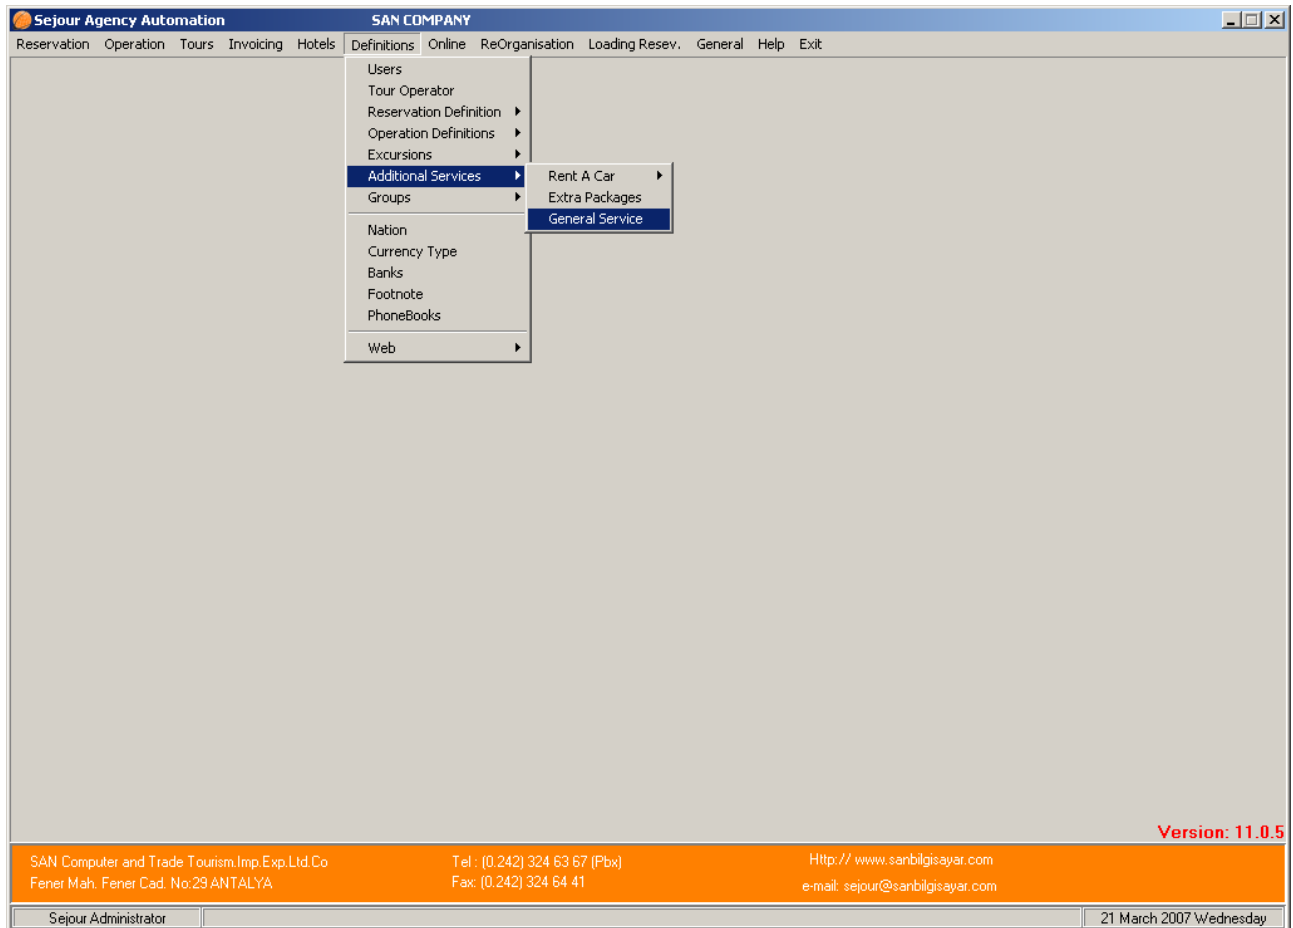 Sejour Agency Automation SAN COMPANY
Reservation Operation Tours Invoicing Hotels Definitions Online ReOrganisation Loading Resev. General Help Exit
Users
Tour Operator
Reservation Definition
Operation Definitions
Excursions
Additional Services
Groups
Nation
Currency Type
Banks
Footnote
PhoneBooks
Web
Rent A Car
Extra Packages
General Service
Version: 11.0.5
SAN Computer and Trade Tourism.Imp.Exp.Ltd.Co Tel : (0.242) 324 63 67 (Pbx) Http:// www.sanbilgisayar.com
Fener Mah. Fener Cad. No:29 ANTALYA Fax: (0.242) 324 64 41 e-mail: sejour@sanbilgisayar.com
Sejour Administrator 21 March 2007 Wednesday